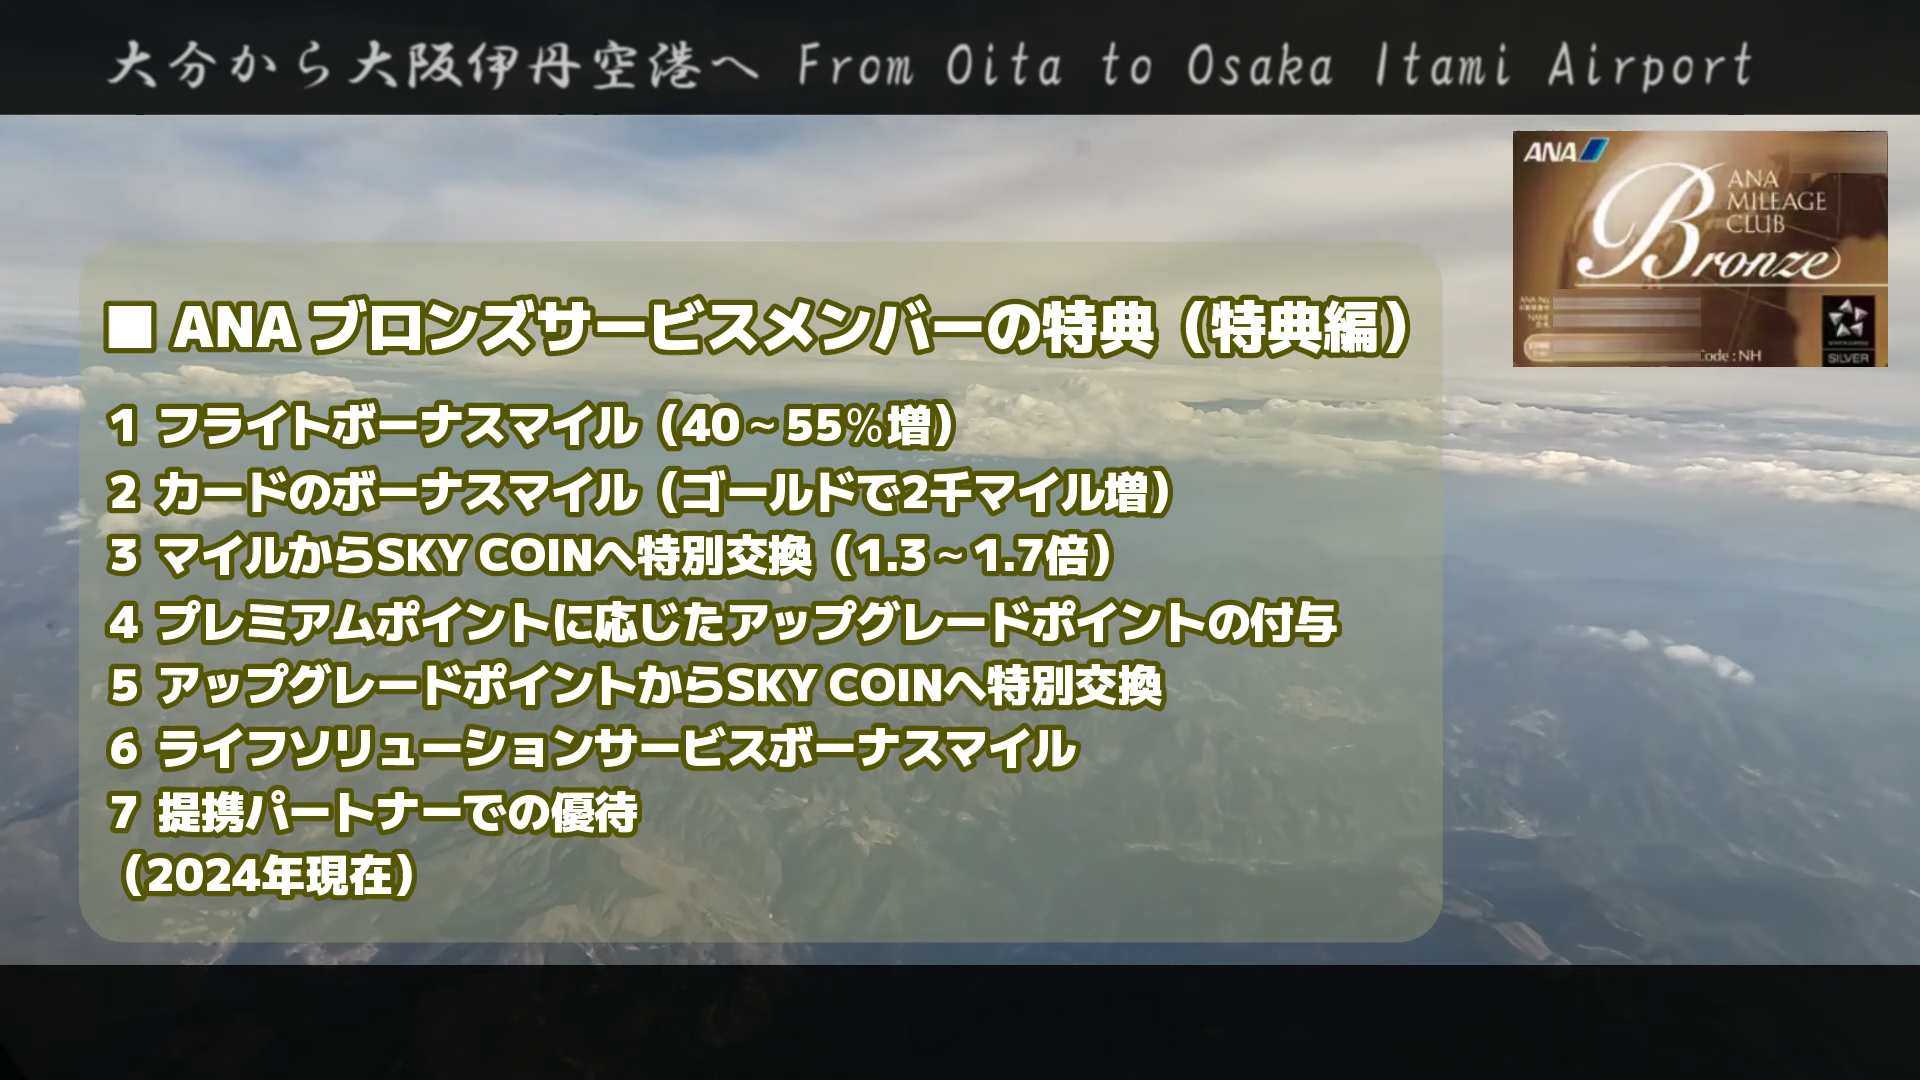 大分から大阪伊丹空港へ From Oita to Osaka Itami Airport
ANA
ANA
MILEAGE
CLUB
Bronze
Code : NH
SILVER
■ ANA ブロンズサービスメンバーの特典（特典編）
1 フライトボーナスマイル（40～55％増）
2 カードのボーナスマイル（ゴールドで2千マイル増）
3 マイルからSKY COINへ特別交換（1.3～1.7倍）
4 プレミアムポイントに応じたアップグレードポイントの付与
5 アップグレードポイントからSKY COINへ特別交換
6 ライフソリューションサービスボーナスマイル
7 提携パートナーでの優待
（2024年現在）